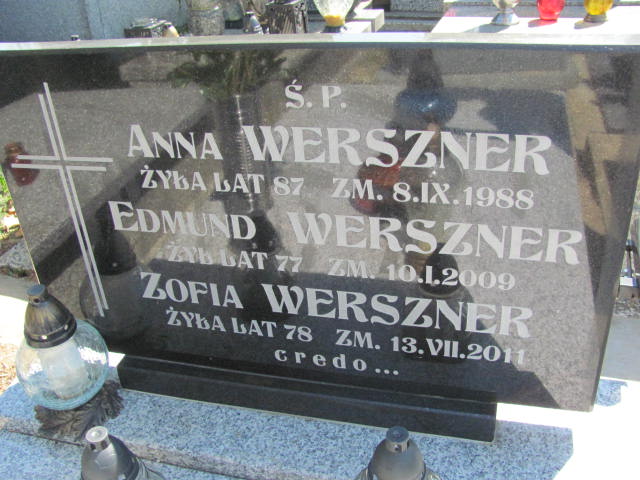 Ś. P.
ANNA WERSZNER
ŻYŁA LAT 87 ZM. 8.IX.1988
EDMUND WERSZNER
ŻYŁ LAT 77 ZM. 10.I.2009
ZOFIA WERSZNER
ŻYŁA LAT 78 ZM. 13.VII.2011
credo...